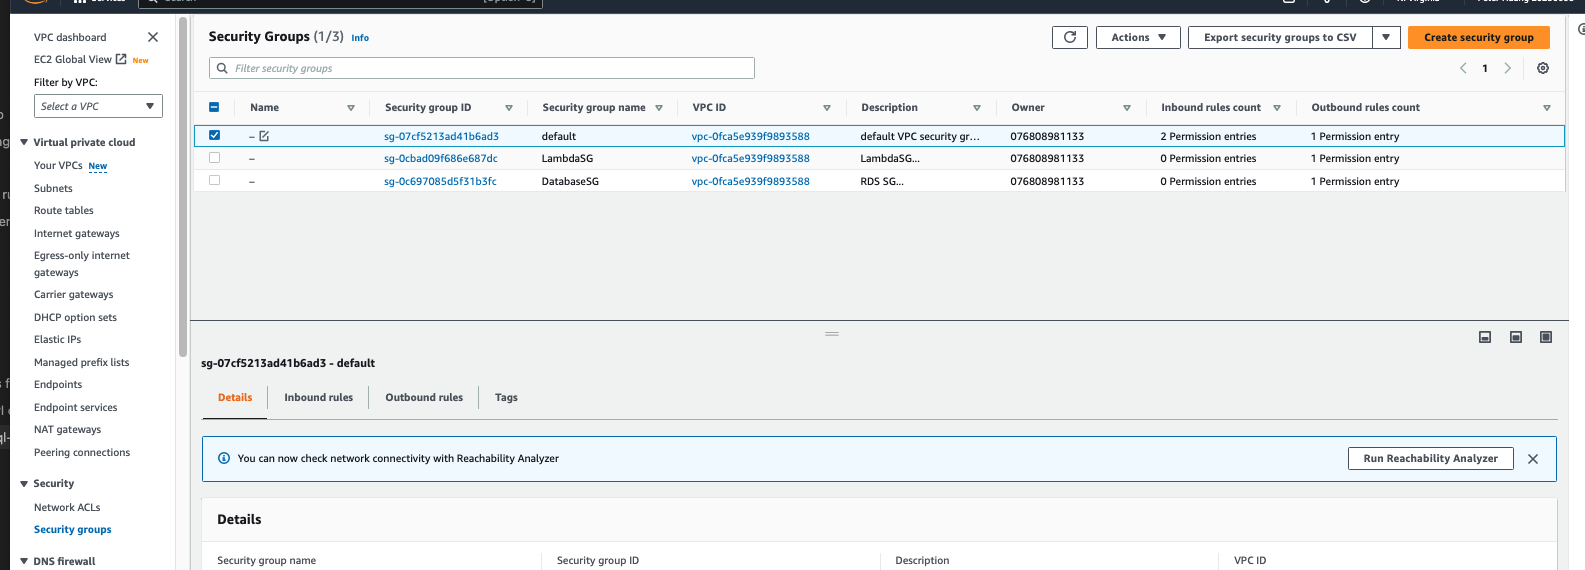 VPC dashboard
EC2 Global View New
Filter by VPC:
Select a VPC
Virtual private cloud
Your VPCs New
Subnets
Route tables
Internet gateways
Egress-only internet
gateways
Carrier gateways
DHCP option sets
Elastic IPs
Managed prefix lists
Endpoints
Endpoint services
NAT gateways
Peering connections
Security
Network ACLs
Security groups
DNS firewall
Security Groups (1/3) Info
Actions
Export security groups to CSV
Create security group
Filter security groups
1
Name Security group ID Security group name VPC ID Description Owner Inbound rules count Outbound rules count
– sg-07cf5213ad41b6ad3 default vpc-0fca5e939f9893588 default VPC security gr... 076808981133 2 Permission entries 1 Permission entry
– sg-0cbad09f686e687dc LambdaSG vpc-0fca5e939f9893588 LambdaSG... 076808981133 0 Permission entries 1 Permission entry
– sg-0c697085d5f31b3fc DatabaseSG vpc-0fca5e939f9893588 RDS SG... 076808981133 0 Permission entries 1 Permission entry
sg-07cf5213ad41b6ad3 - default
Details Inbound rules Outbound rules Tags
You can now check network connectivity with Reachability Analyzer
Run Reachability Analyzer
Details
Security group name Security group ID Description VPC ID